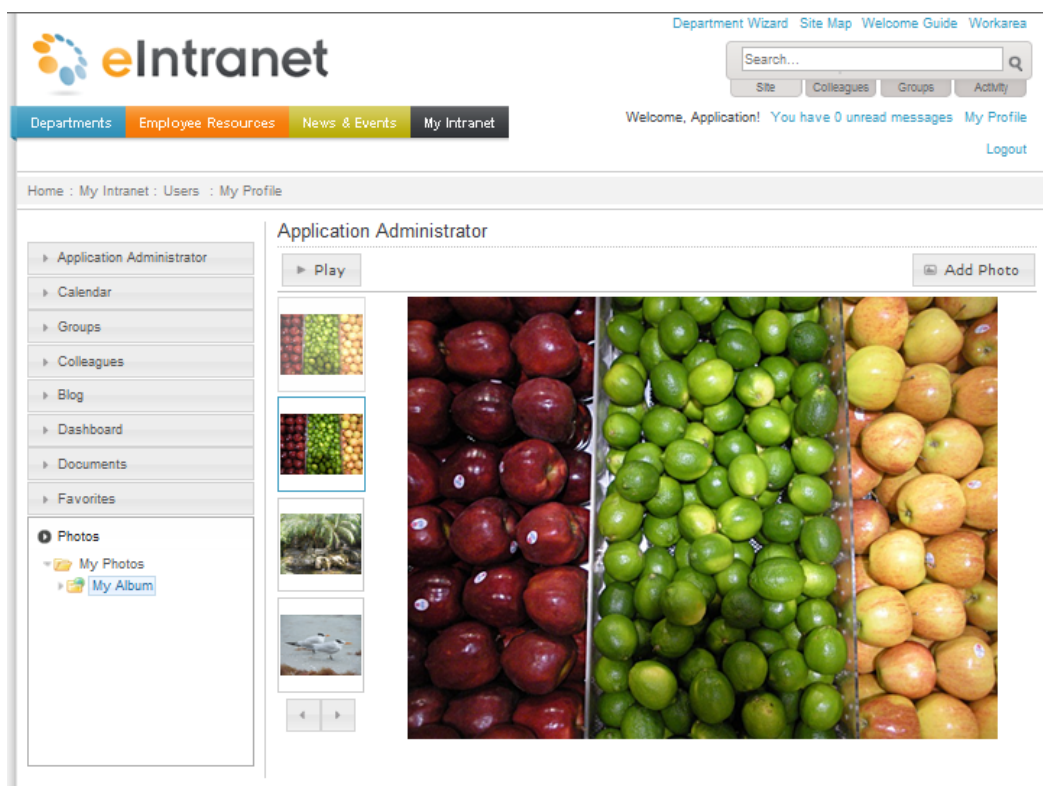 Department Wizard Site Map Welcome Guide Workarea
eIntranet
Search...
Site Colleagues Groups Activity
Departments Employee Resources News & Events My Intranet
Welcome, Application! You have 0 unread messages My Profile
Logout
Home : My Intranet : Users : My Profile
Application Administrator
Play
Add Photo
Application Administrator
Calendar
Groups
Colleagues
Blog
Dashboard
Documents
Favorites
Photos
My Photos
My Album